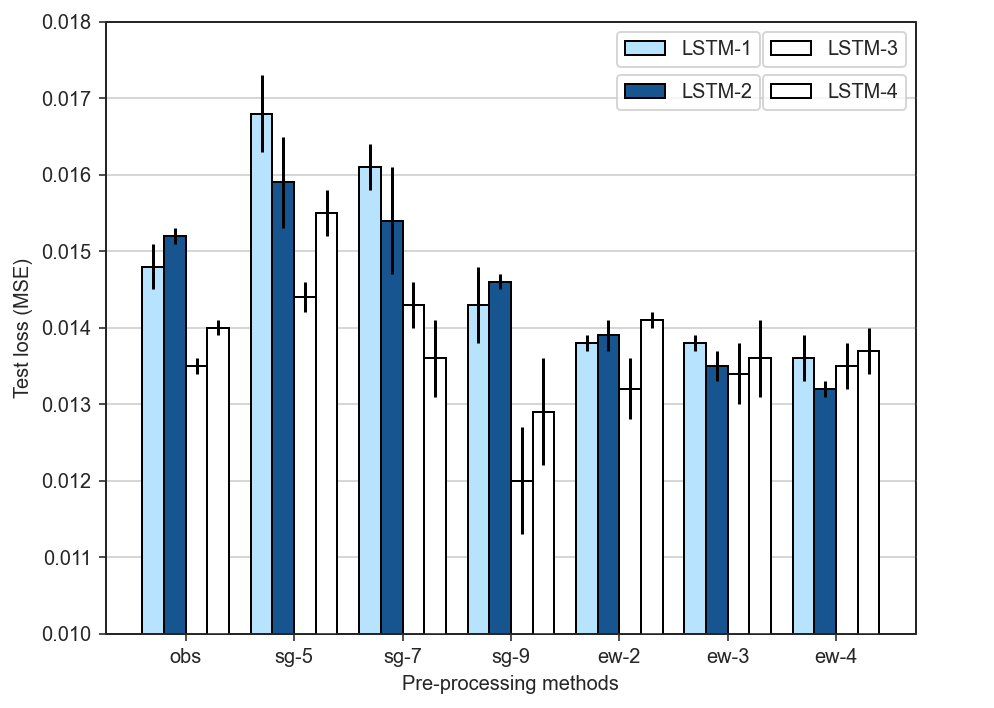 0.018
0.017
0.016
0.015
0.014
0.013
0.012
0.011
0.010
Test loss (MSE)
LSTM-1
LSTM-2
LSTM-3
LSTM-4
obs sg-5 sg-7 sg-9 ew-2 ew-3 ew-4
Pre-processing methods